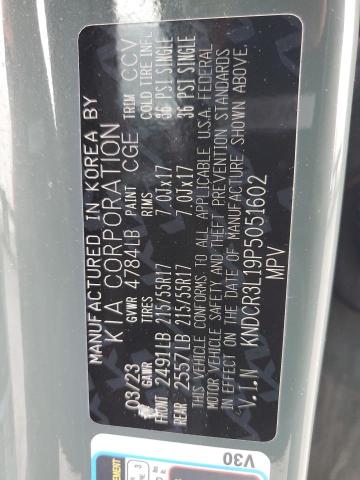 MANUFACTURED IN KOREA BY
KIA CORPORATION
03/23 GVWR 4784LB PAINT CGE TRIM CCV
GAWR TIRES RIMS COLD TIRE INFL
FRONT 2491LB 215/55R17 7.0Jx17 36 PSI SINGLE
REAR 2557LB 215/55R17 7.0Jx17 36 PSI SINGLE
THIS VEHICLE CONFORMS TO ALL APPLICABLE U.S.A. FEDERAL
MOTOR VEHICLE SAFETY AND THEFT PREVENTION STANDARDS
IN EFFECT ON THE DATE OF MANUFACTURE SHOWN ABOVE.
V.I.N KNDCR3L19P5051602
MPV
V30